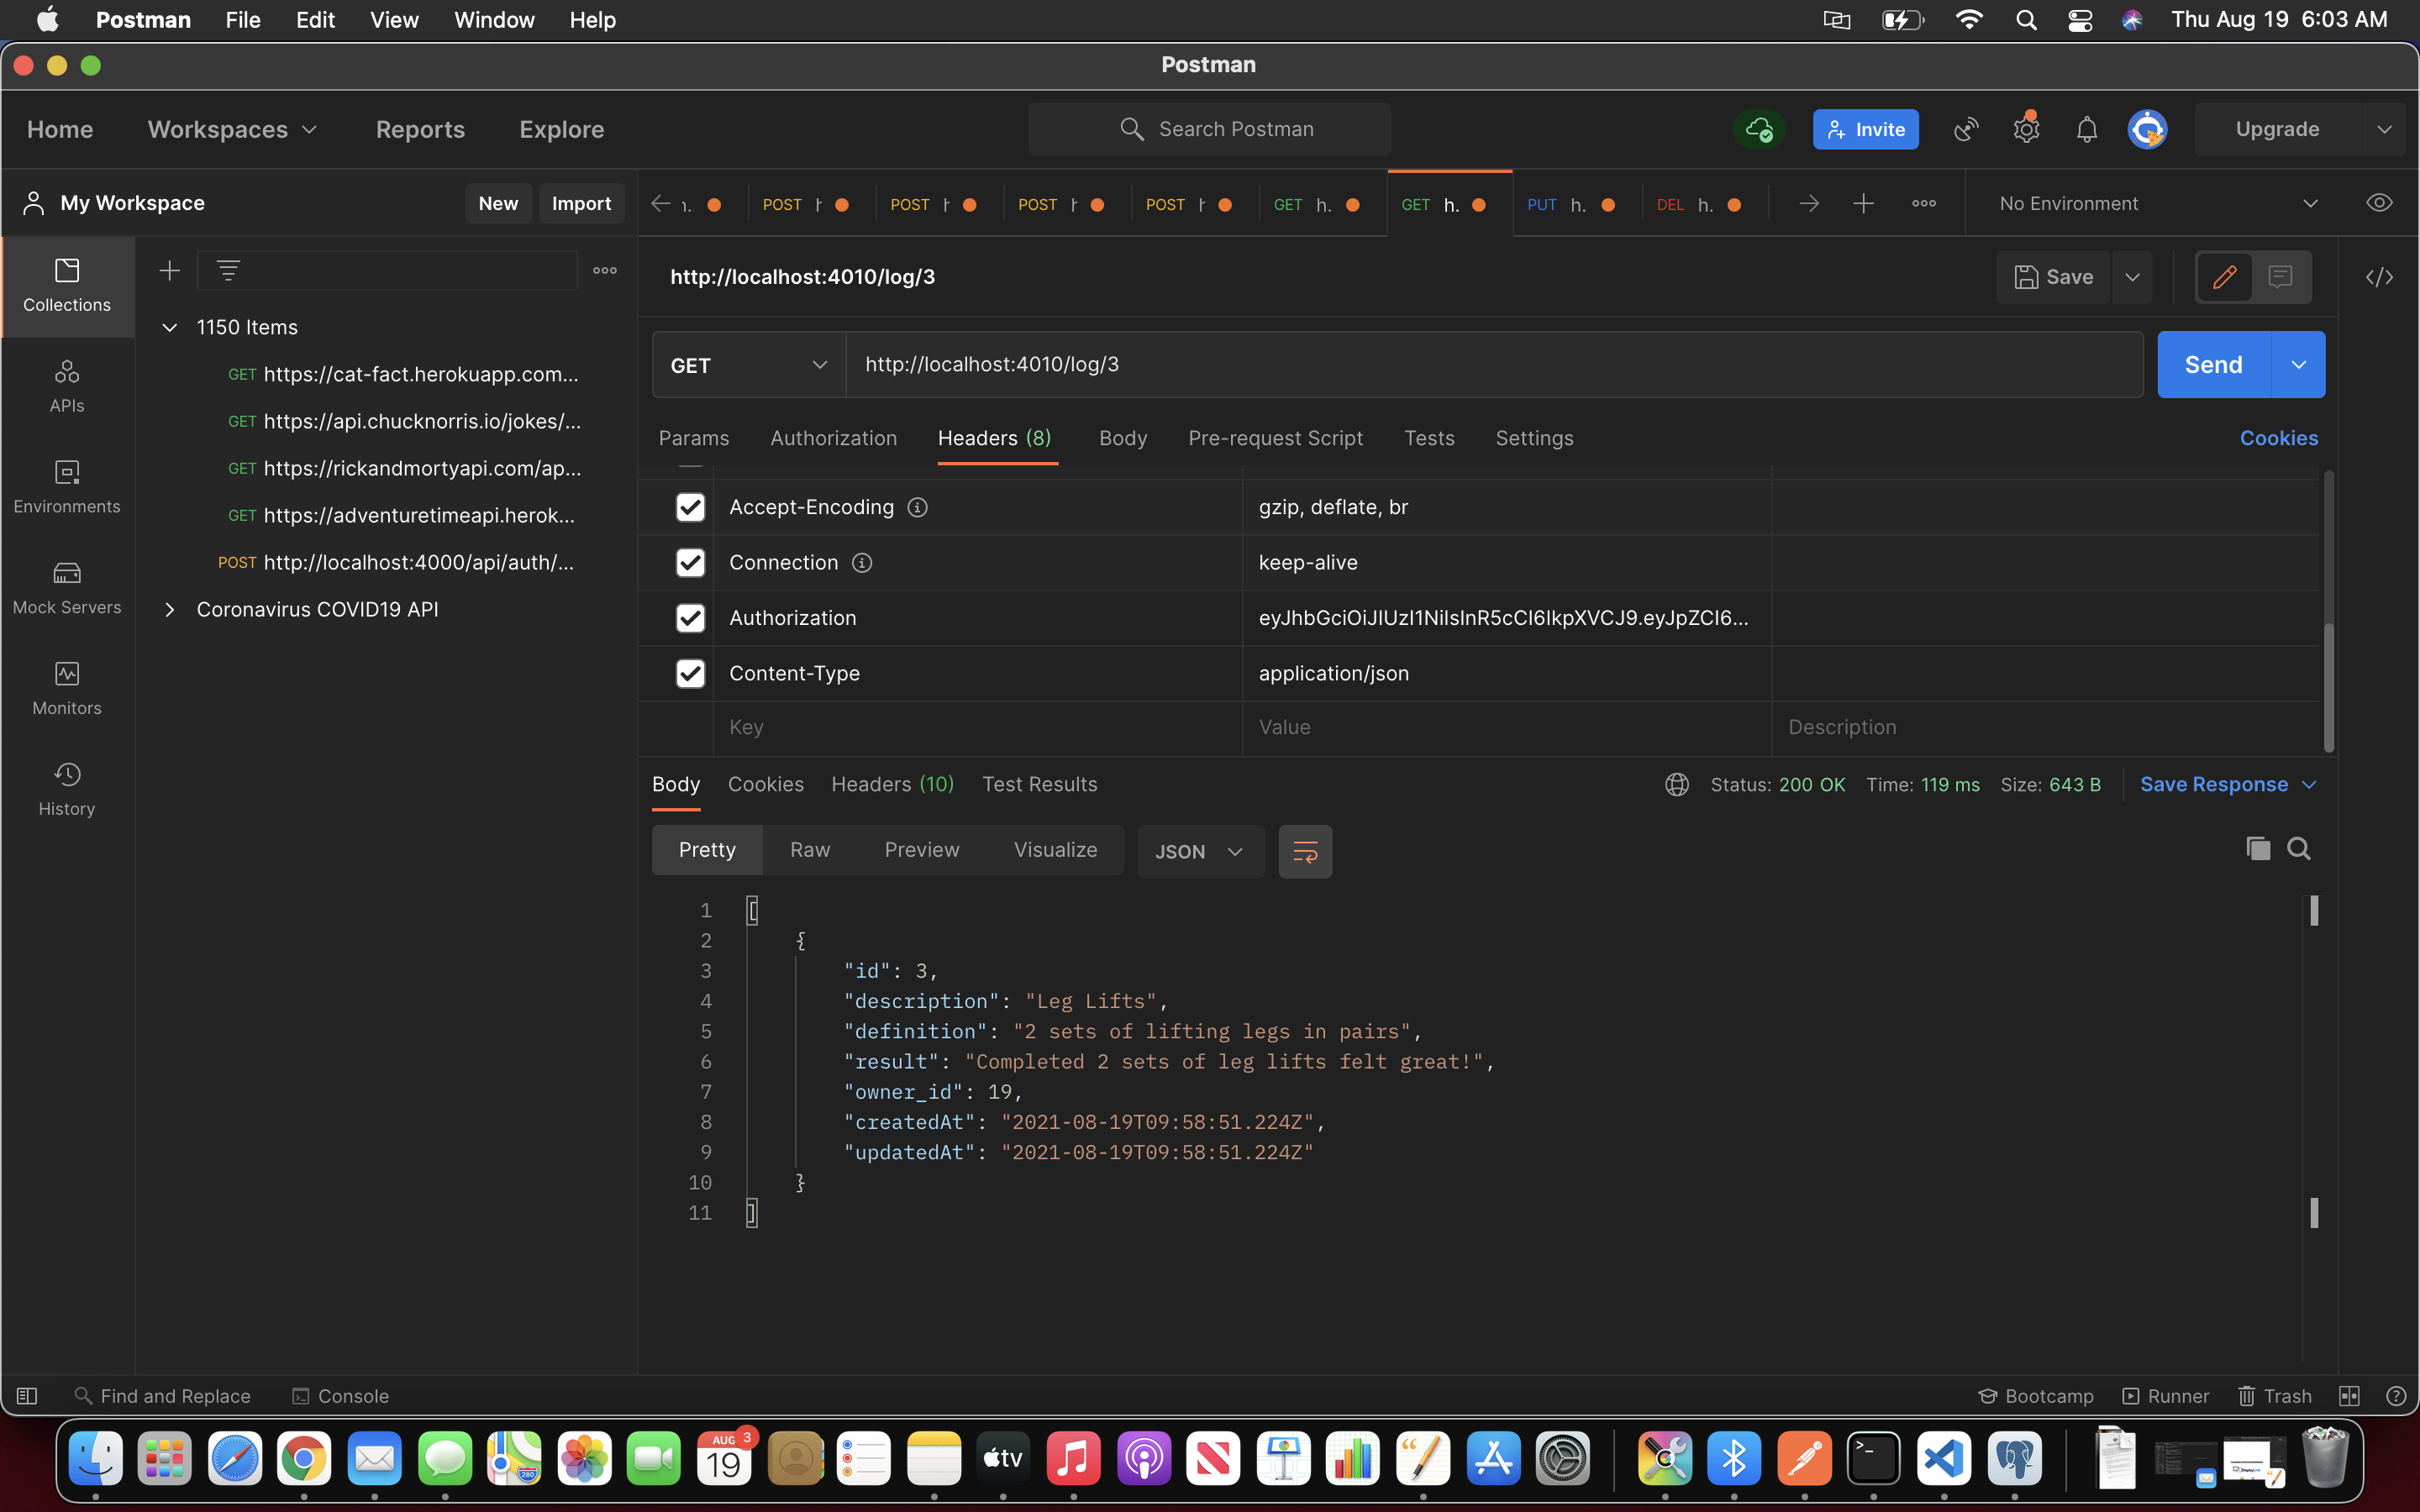 Postman File Edit View Window Help Thu Aug 19 6:03 AM
Postman
Home Workspaces Reports Explore Search Postman Invite Upgrade
My Workspace New Import
POST h POST h POST h POST h GET h. GET h. PUT h. DEL h. No Environment
Collections
APIs
Environments
Mock Servers
Monitors
History
1150 Items
GET https://cat-fact.herokuapp.com...
GET https://api.chucknorris.io/jokes/...
GET https://rickandmortyapi.com/ap...
GET https://adventuretimeapi.herok...
POST http://localhost:4000/api/auth/...
Coronavirus COVID19 API
http://localhost:4010/log/3 Save
GET http://localhost:4010/log/3 Send
Params Authorization Headers (8) Body Pre-request Script Tests Settings Cookies
Accept-Encoding gzip, deflate, br
Connection keep-alive
Authorization eyJhbGciOiJIUzI1NiIsInR5cCI6IkpXVCJ9.eyJpZCI6...
Content-Type application/json
Key Value Description
Body Cookies Headers (10) Test Results Status: 200 OK Time: 119 ms Size: 643 B Save Response
Pretty Raw Preview Visualize JSON
1 [
2 {
3 "id": 3,
4 "description": "Leg Lifts",
5 "definition": "2 sets of lifting legs in pairs",
6 "result": "Completed 2 sets of leg lifts felt great!",
7 "owner_id": 19,
8 "createdAt": "2021-08-19T09:58:51.224Z",
9 "updatedAt": "2021-08-19T09:58:51.224Z"
10 }
11 ]
Find and Replace Console Bootcamp Runner Trash
280 AUG 19 3 tv